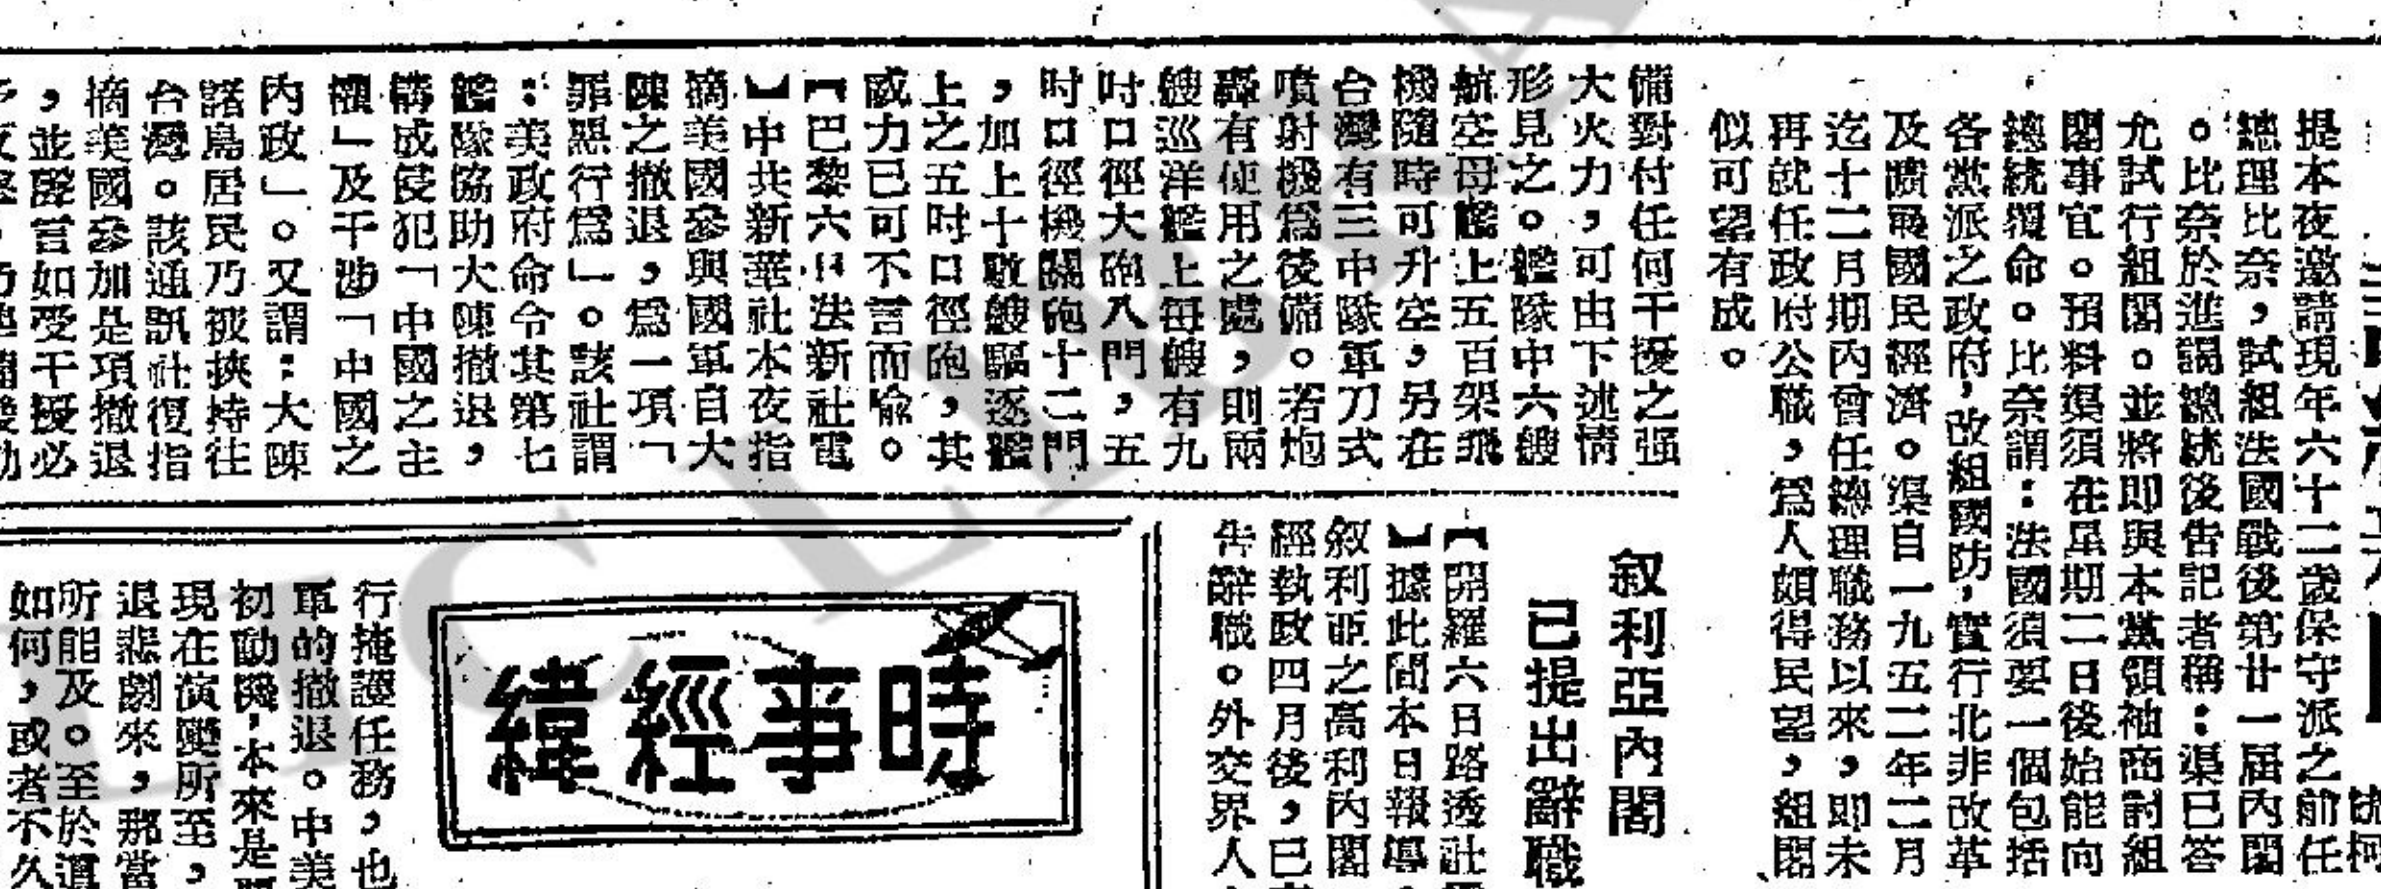 提本夜邀請現年六十二歲保守派之前任
總理比奈，試組法國戰後第廿一屆內閣
。比奈於進謁總統後告記者稱：渠已答
允試行組閣。並將即與本黨領袖商討組
閣事宜。預料渠須在星期二日後始能向
總統覆命。比奈謂：法國須要一個包括
各黨派之政府，改組國防，實行北非改革
及擴展國民經濟。渠自一九五二年二月
迄十二月期內曾任總理職務以來，即未
再就任政府公職，爲人頗得民望，組閣
似可望有成。
備對付任何干擾之强
大火力，可由下述情
形見之。艦隊中六艘
航空母艦上五百架飛
機隨時可升空，另在
台灣有三中隊軍刀式
噴射機爲後備。若炮
轟有使用之處，則兩
艘巡洋艦上每艘有九
吋口徑大砲八門，五
吋口徑機關砲十二門
，加上十數艘驅逐艦
上之五吋口徑砲，其
威力已可不言而喻。
【巴黎六日法新社電
】中共新華社本夜指
摘美國參與國軍自大
陳之撤退，爲一項「
罪惡行爲」。該社謂
：美政府命令其第七
艦隊協助大陳撤退，
構成侵犯「中國之主
權」及干涉「中國之
內政」。又謂：大陳
諸島居民乃被挾持往
台灣。該通訊社復指
摘美國參加是項撤退
，並聲言如受干擾必
叙利亞內閣
已提出辭職
【開羅六日路透社
】據此間本日報導
叙利亞之高利內閣
經執政四月後，已
告辭職。外交界人
時事經緯
行掩護任務，也
軍的撤退。中美
初動機，本來是
現在演變所至，
退悲劇來，那當
所能及。至於這
如何，或者不久